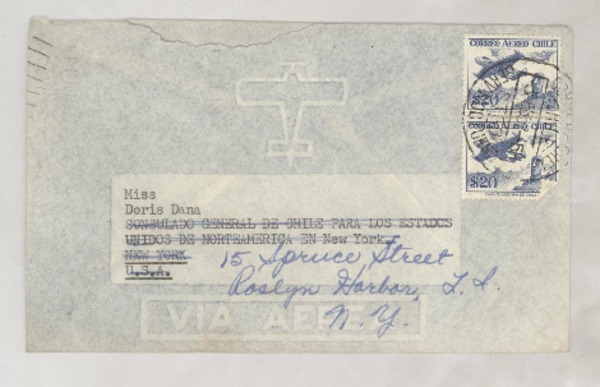 CORREO AEREO CHILE
CORREO AEREO CHILE
$20
Miss
Doris Dana
CONSULADO GENERAL DE CHILE PARA LOS ESTADOS
UNIDOS DE NORTEAMERICA EN New York.
NEW YORK
U.S.A.
15 Spruce Street
Roslyn Harbor, L. I.
N. Y.
VIA AEREA